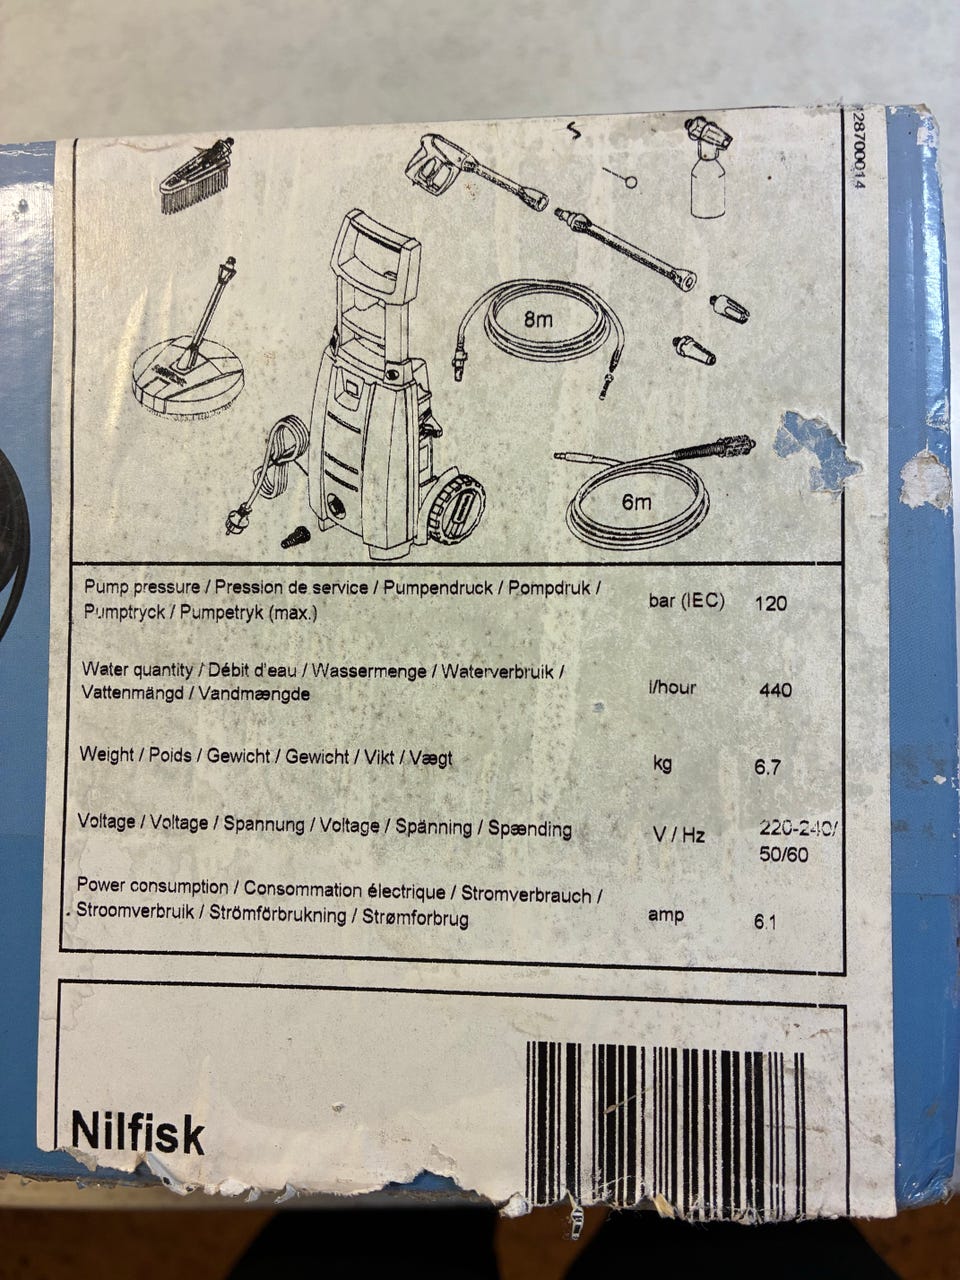 28700014
8m
6m
Pump pressure / Pression de service / Pumpendruck / Pompdruk /
Pumptryck / Pumpetryk (max.)
bar (IEC) 120
Water quantity / Débit d'eau / Wassermenge / Waterverbruik /
Vattenmängd / Vandmængde
l/hour 440
Weight / Poids / Gewicht / Gewicht / Vikt / Vægt
kg 6.7
Voltage / Voltage / Spannung / Voltage / Spänning / Spænding
V / Hz 220-240/
50/60
Power consumption / Consommation électrique / Stromverbrauch /
Stroomverbruik / Strömförbrukning / Strømforbrug
amp 6.1
Nilfisk